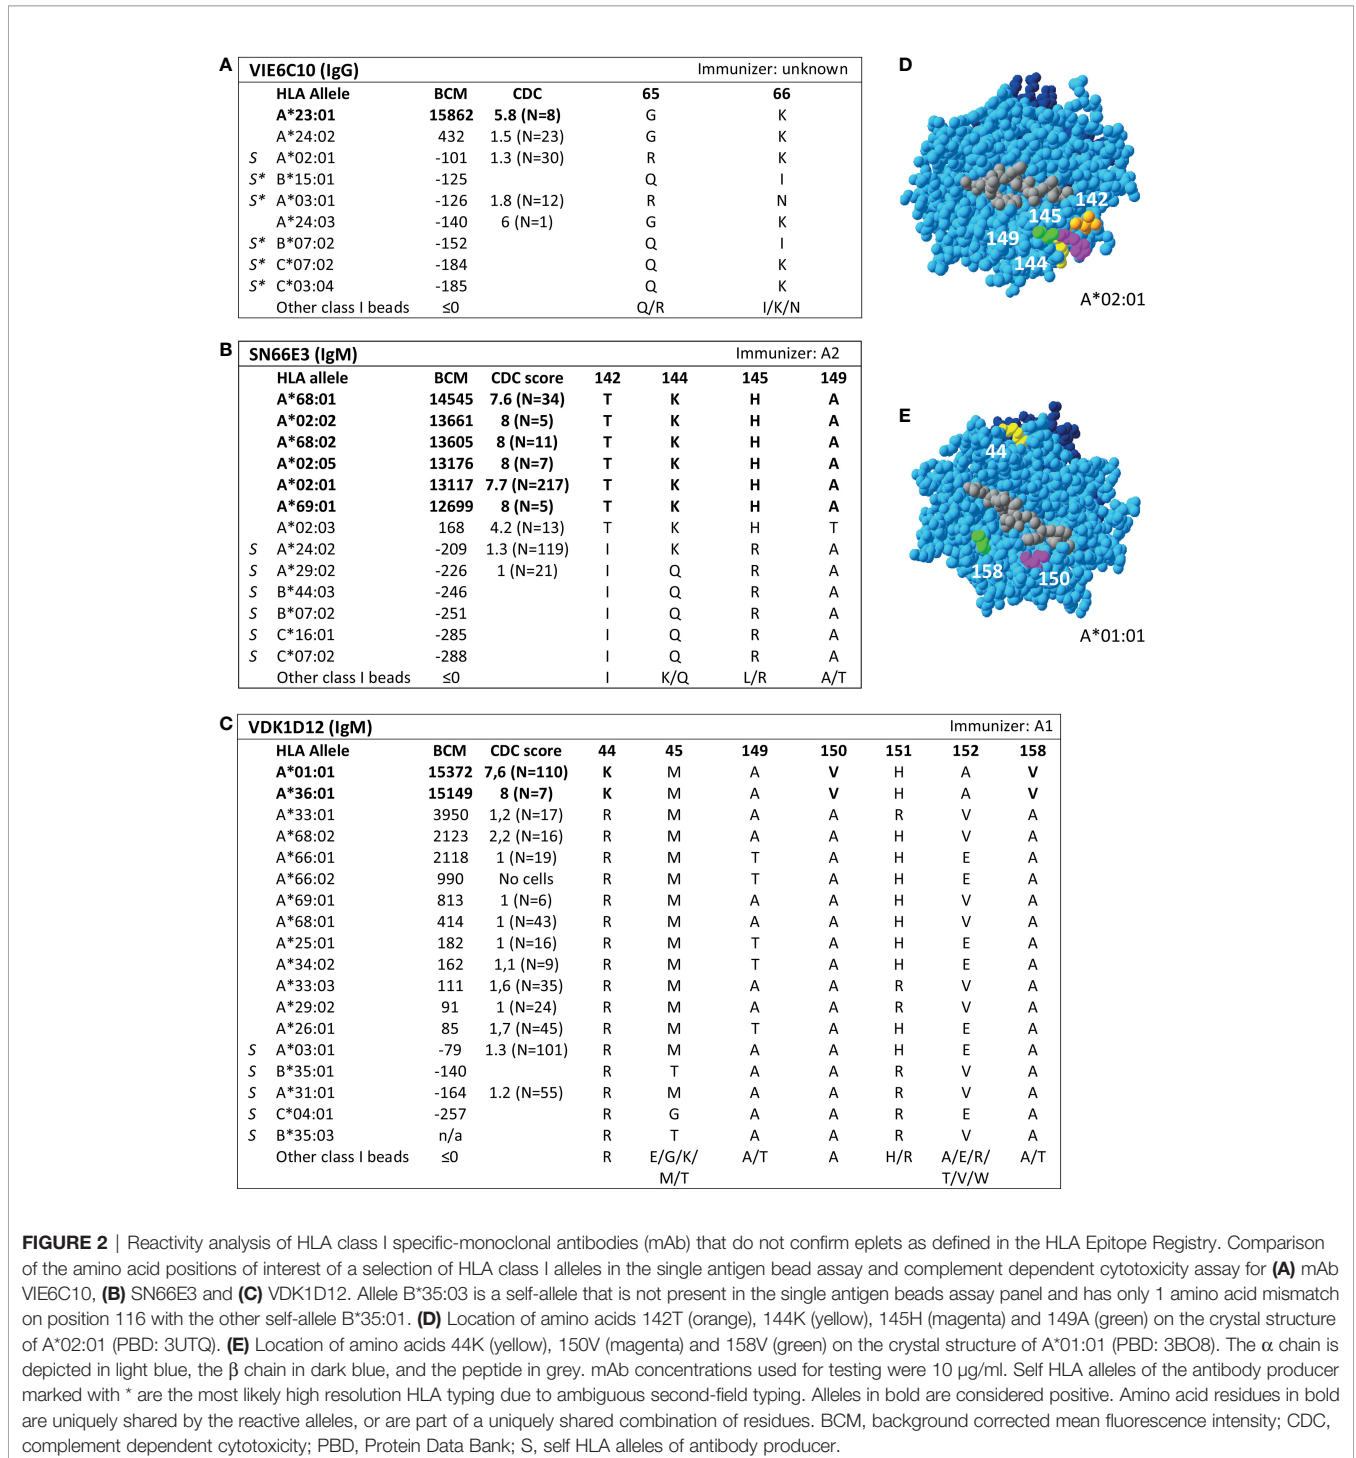 A
VIE6C10 (IgG) Immunizer: unknown
HLA Allele BCM CDC 65 66
A*23:01 15862 5.8 (N=8) G K
A*24:02 432 1.5 (N=23) G K
S A*02:01 -101 1.3 (N=30) R K
S* B*15:01 -125 Q I
S* A*03:01 -126 1.8 (N=12) R N
A*24:03 -140 6 (N=1) G K
S* B*07:02 -152 Q I
S* C*07:02 -184 Q K
S* C*03:04 -185 Q K
Other class I beads ≤0 Q/R I/K/N
B
SN66E3 (IgM) Immunizer: A2
HLA allele BCM CDC score 142 144 145 149
A*68:01 14545 7.6 (N=34) T K H A
A*02:02 13661 8 (N=5) T K H A
A*68:02 13605 8 (N=11) T K H A
A*02:05 13176 8 (N=7) T K H A
A*02:01 13117 7.7 (N=217) T K H A
A*69:01 12699 8 (N=5) T K H A
A*02:03 168 4.2 (N=13) T K H T
S A*24:02 -209 1.3 (N=119) I K R A
S A*29:02 -226 1 (N=21) I Q R A
S B*44:03 -246 I Q R A
S B*07:02 -251 I Q R A
S C*16:01 -285 I Q R A
S C*07:02 -288 I Q R A
Other class I beads ≤0 I K/Q L/R A/T
C
VDK1D12 (IgM) Immunizer: A1
HLA Allele BCM CDC score 44 45 149 150 151 152 158
A*01:01 15372 7,6 (N=110) K M A V H A V
A*36:01 15149 8 (N=7) K M A V H A V
A*33:01 3950 1,2 (N=17) R M A A R V A
A*68:02 2123 2,2 (N=16) R M A A H V A
A*66:01 2118 1 (N=19) R M T A H E A
A*66:02 990 No cells R M T A H E A
A*69:01 813 1 (N=6) R M A A H V A
A*68:01 414 1 (N=43) R M A A H V A
A*25:01 182 1 (N=16) R M T A H E A
A*34:02 162 1,1 (N=9) R M T A H E A
A*33:03 111 1,6 (N=35) R M A A R V A
A*29:02 91 1 (N=24) R M A A R V A
A*26:01 85 1,7 (N=45) R M T A H E A
S A*03:01 -79 1.3 (N=101) R M A A H E A
S B*35:01 -140 R T A A R V A
S A*31:01 -164 1.2 (N=55) R M A A R V A
S C*04:01 -257 R G A A R E A
S B*35:03 n/a R T A A R V A
Other class I beads ≤0 R E/G/K/ A/T A H/R A/E/R/ A/T
M/T T/V/W
D
142
145
149
144
A*02:01
E
44
158
150
A*01:01
FIGURE 2 | Reactivity analysis of HLA class I specific-monoclonal antibodies (mAb) that do not confirm eplets as defined in the HLA Epitope Registry. Comparison
of the amino acid positions of interest of a selection of HLA class I alleles in the single antigen bead assay and complement dependent cytotoxicity assay for (A) mAb
VIE6C10, (B) SN66E3 and (C) VDK1D12. Allele B*35:03 is a self-allele that is not present in the single antigen beads assay panel and has only 1 amino acid mismatch
on position 116 with the other self-allele B*35:01. (D) Location of amino acids 142T (orange), 144K (yellow), 145H (magenta) and 149A (green) on the crystal structure
of A*02:01 (PBD: 3UTQ). (E) Location of amino acids 44K (yellow), 150V (magenta) and 158V (green) on the crystal structure of A*01:01 (PBD: 3BO8). The α chain is
depicted in light blue, the β chain in dark blue, and the peptide in grey. mAb concentrations used for testing were 10 μg/ml. Self HLA alleles of the antibody producer
marked with * are the most likely high resolution HLA typing due to ambiguous second-field typing. Alleles in bold are considered positive. Amino acid residues in bold
are uniquely shared by the reactive alleles, or are part of a uniquely shared combination of residues. BCM, background corrected mean fluorescence intensity; CDC,
complement dependent cytotoxicity; PBD, Protein Data Bank; S, self HLA alleles of antibody producer.